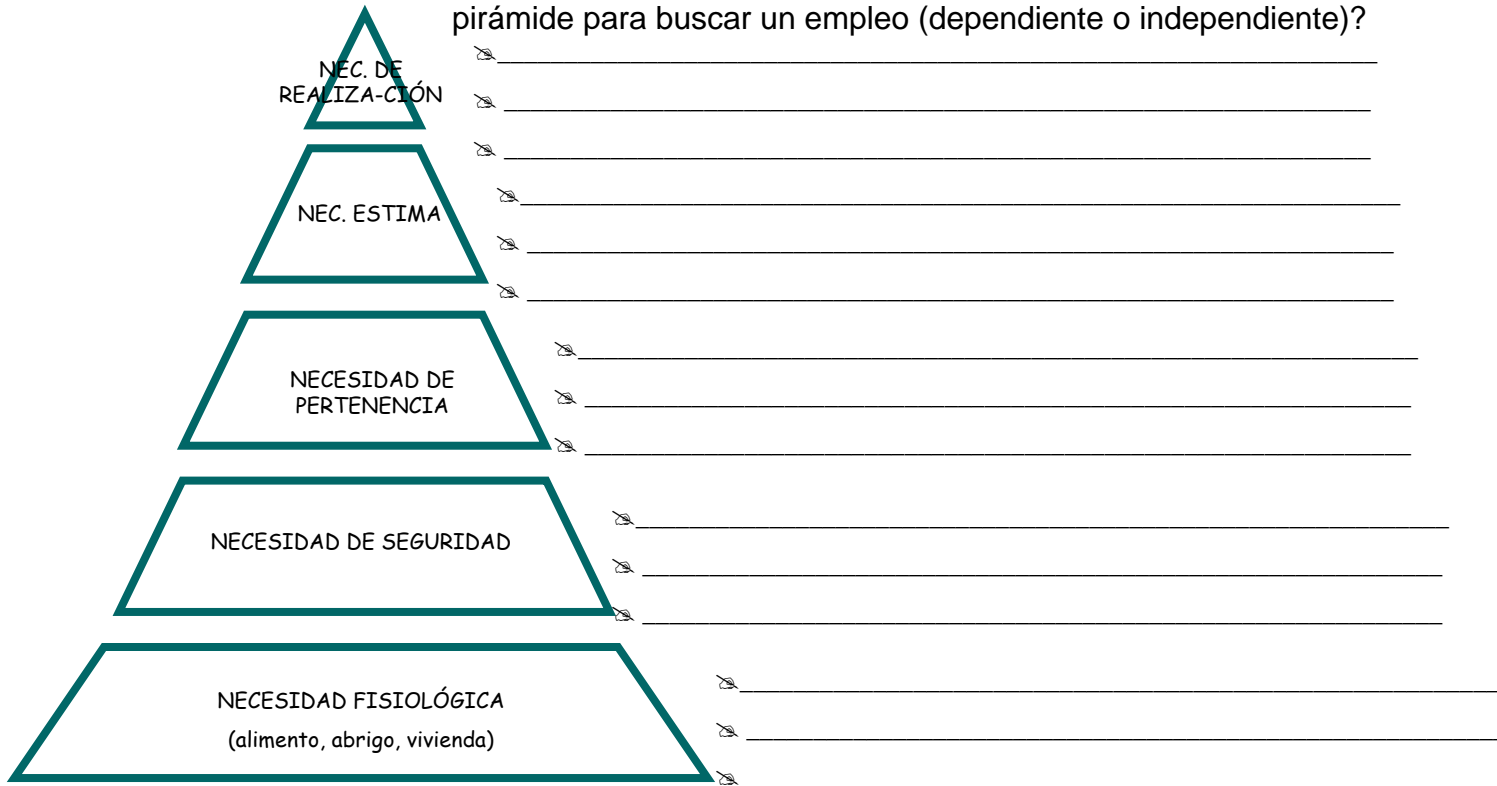 pirámide para buscar un empleo (dependiente o independiente)?
NEC. DE
REALIZA-CIÓN
NEC. ESTIMA
NECESIDAD DE
PERTENENCIA
NECESIDAD DE SEGURIDAD
NECESIDAD FISIOLÓGICA
(alimento, abrigo, vivienda)